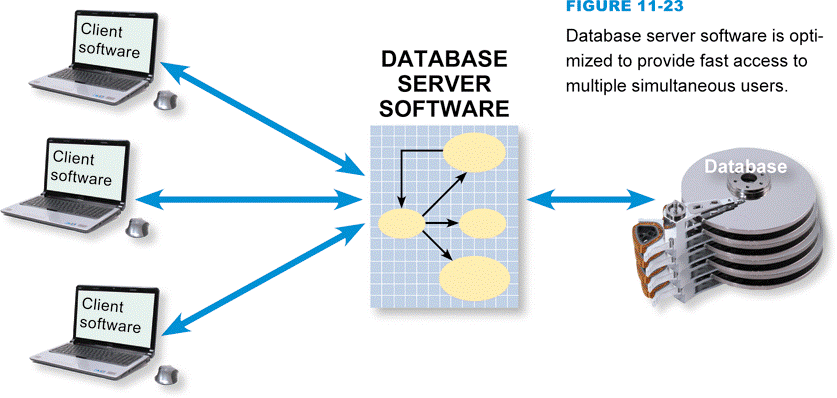 FIGURE 11-23
Database server software is opti-
mized to provide fast access to
multiple simultaneous users.
Client
software
DATABASE
SERVER
SOFTWARE
Client
software
Database
Client
software